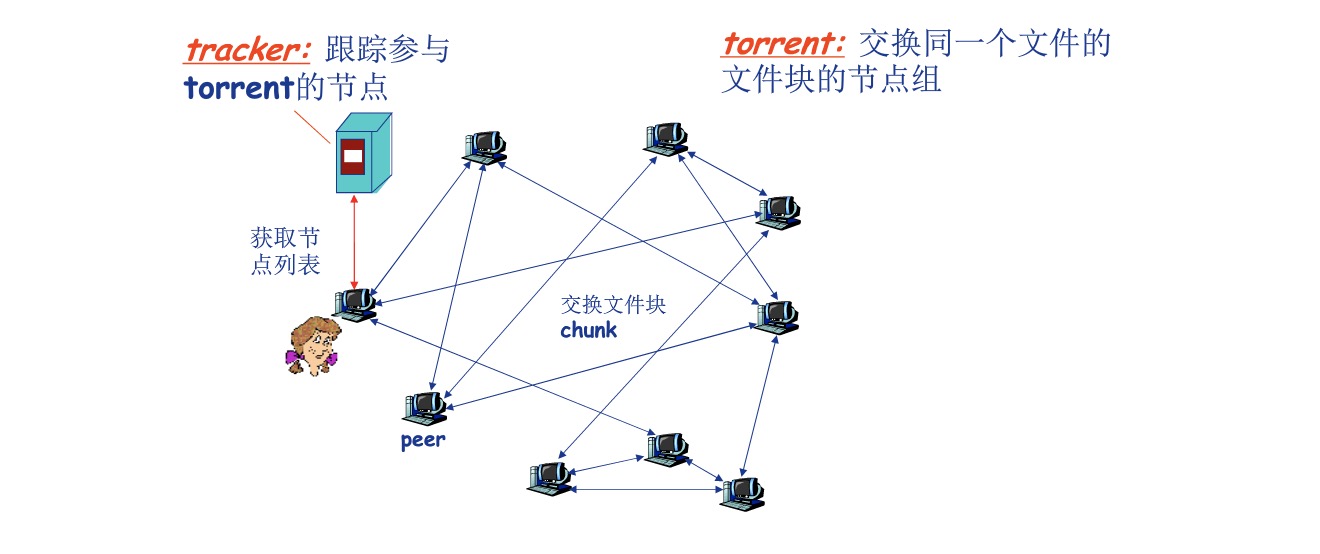 tracker: 跟踪参与
torrent的节点
torrent: 交换同一个文件的
文件块的节点组
获取节
点列表
交换文件块
chunk
peer